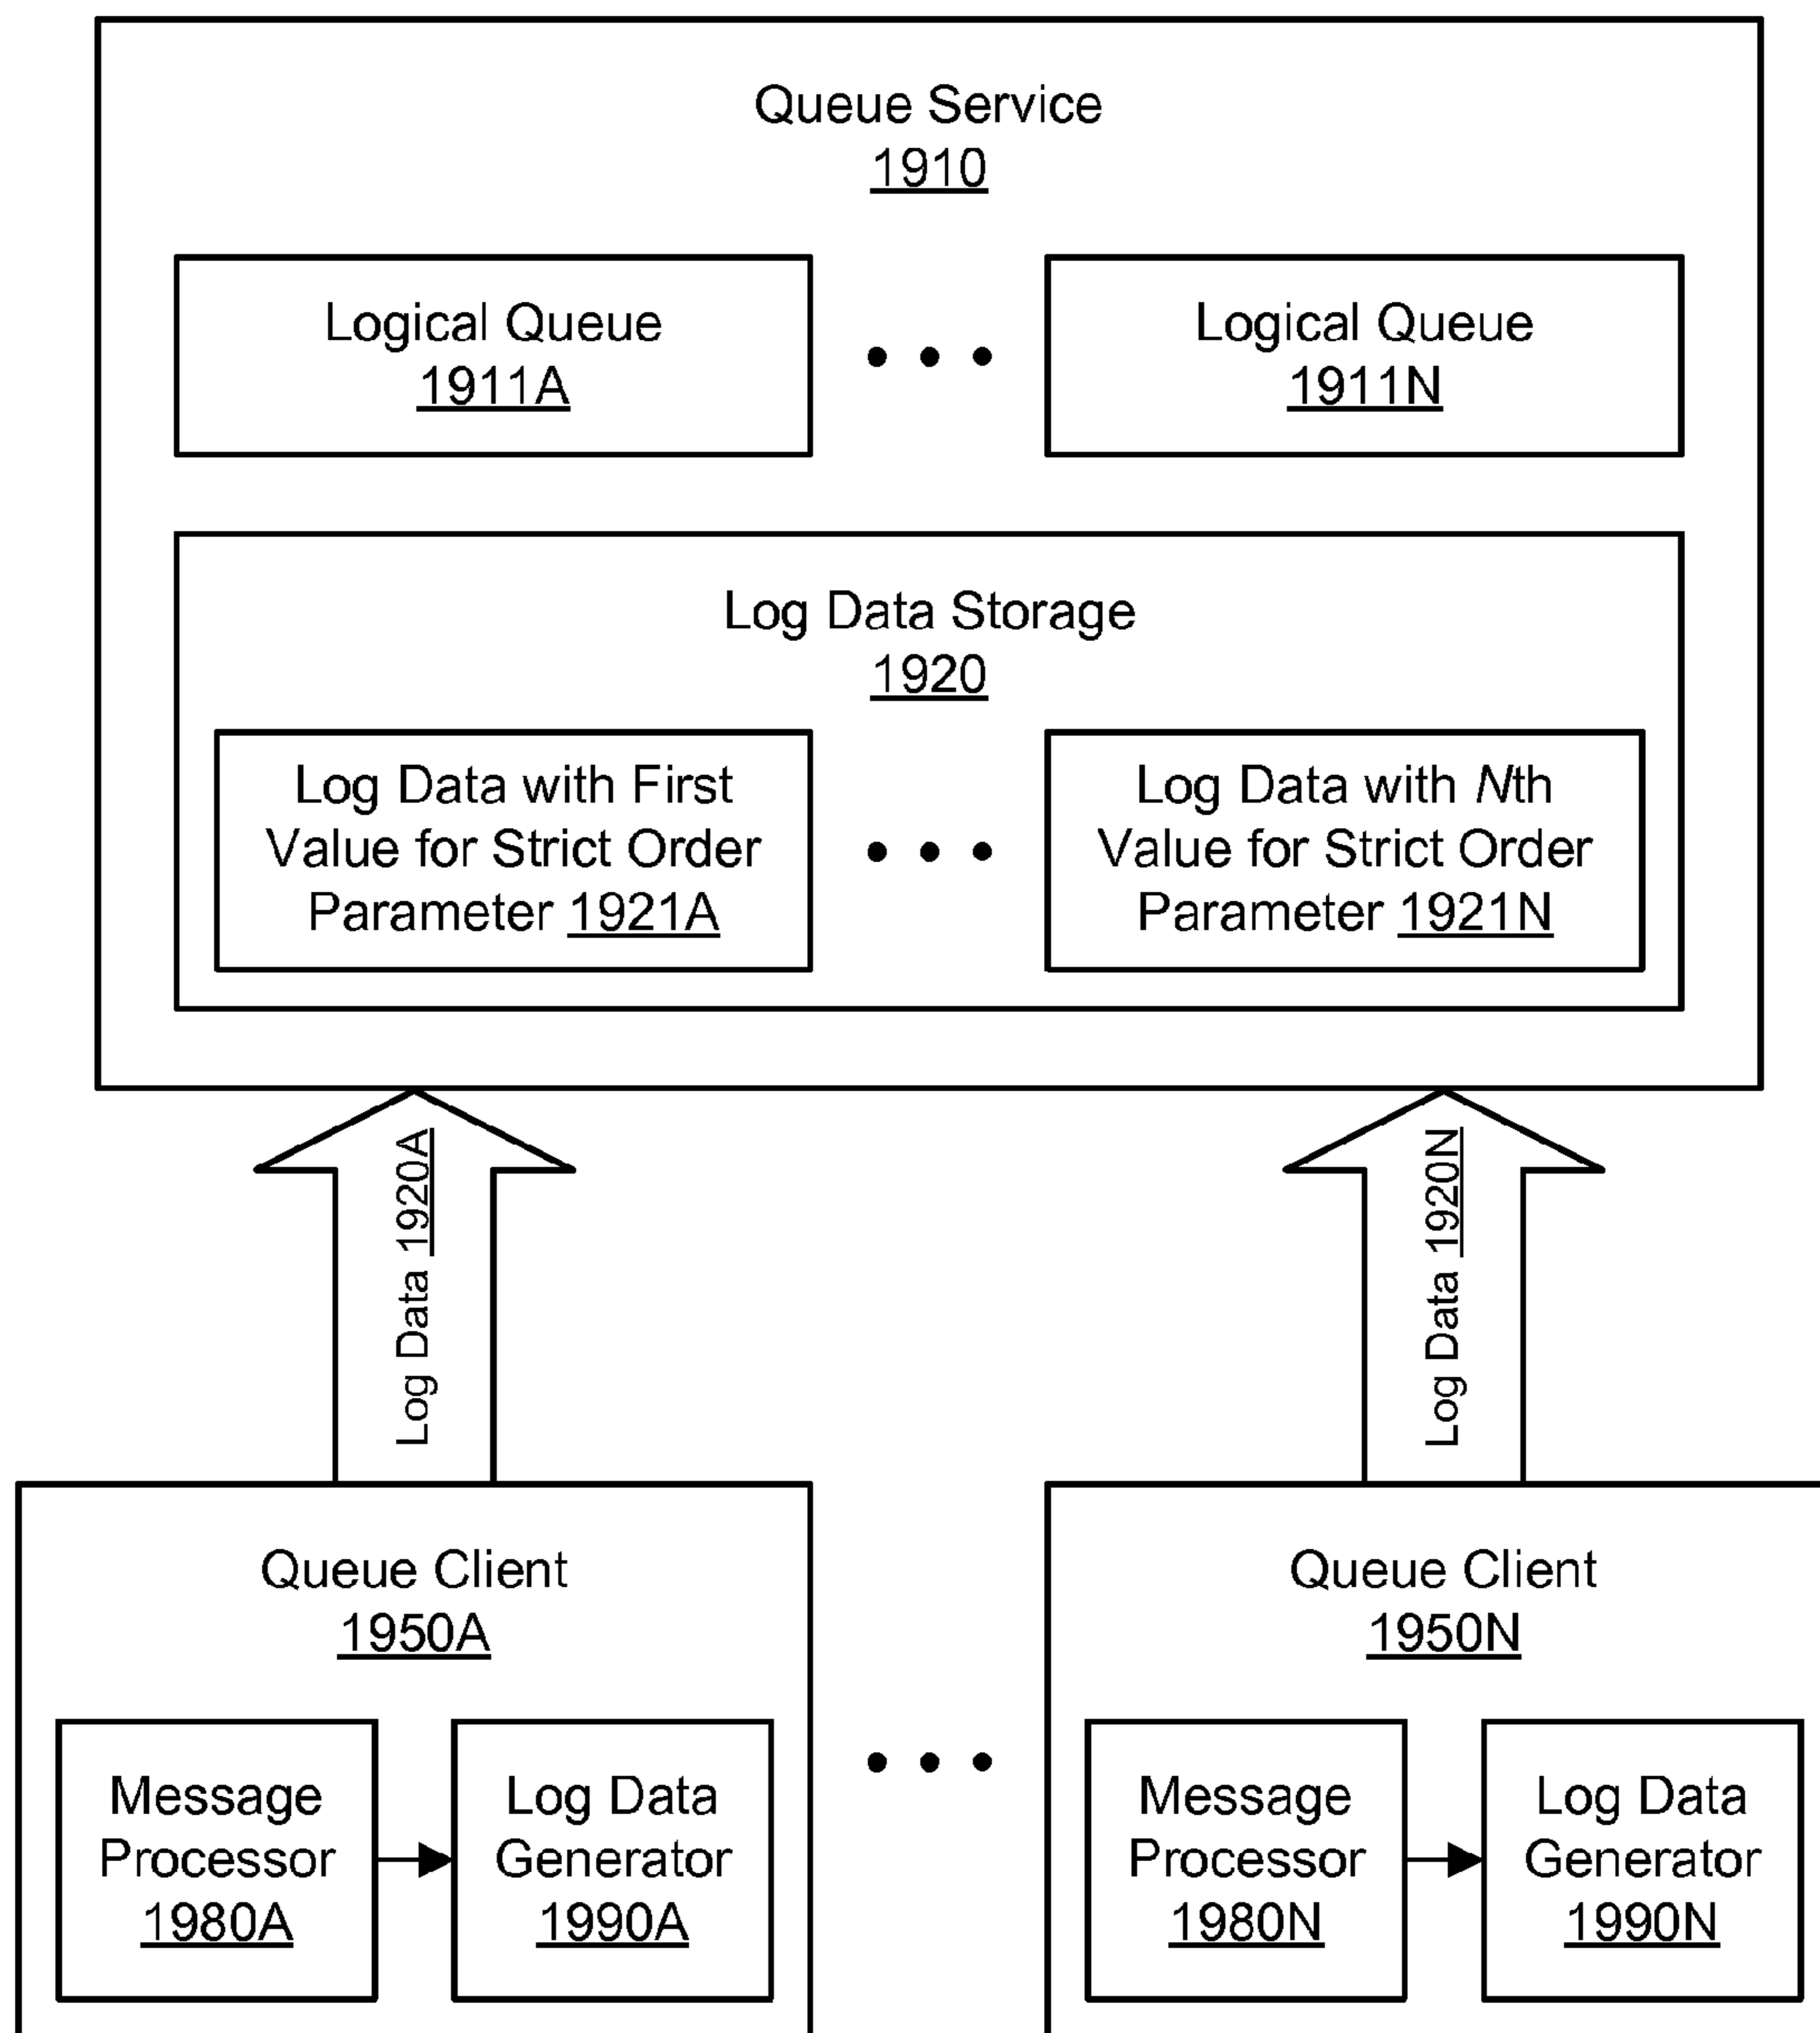 Queue Service
1910
Logical Queue
1911A
Logical Queue
1911N
Log Data Storage
1920
Log Data with First
Value for Strict Order
Parameter 1921A
Log Data with Nth
Value for Strict Order
Parameter 1921N
Log Data 1920A
Log Data 1920N
Queue Client
1950A
Message
Processor
1980A
Log Data
Generator
1990A
Queue Client
1950N
Message
Processor
1980N
Log Data
Generator
1990N